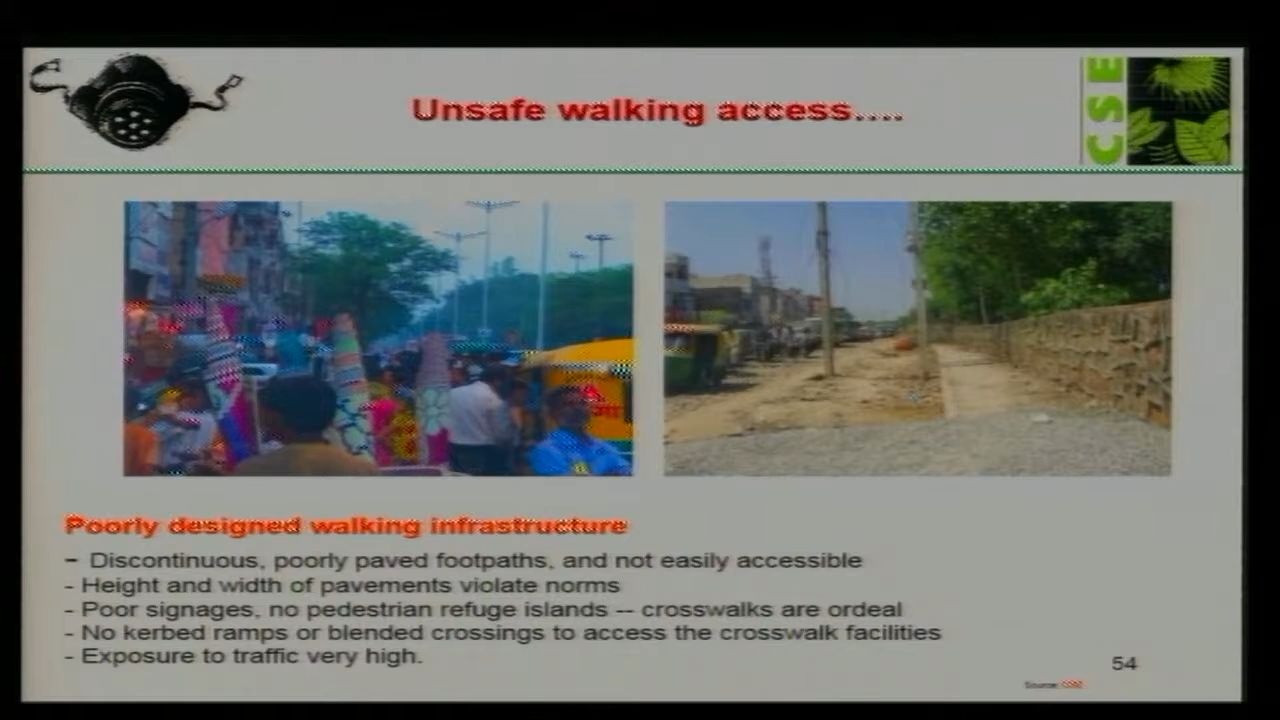 Unsafe walking access....
CSE
Poorly designed walking infrastructure
- Discontinuous, poorly paved footpaths, and not easily accessible
- Height and width of pavements violate norms
- Poor signages, no pedestrian refuge islands -- crosswalks are ordeal
- No kerbed ramps or blended crossings to access the crosswalk facilities
- Exposure to traffic very high.
54
Source: CSE